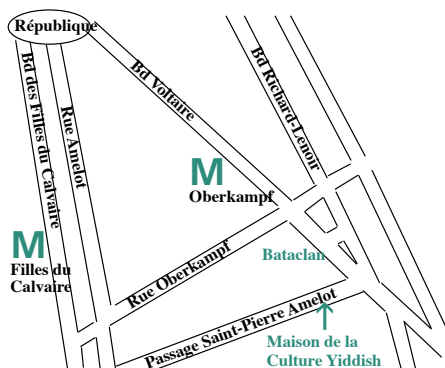 République
Bd des Filles du Calvaire
Rue Amelot
Bd Voltaire
Bd Richard-Lenoir
M
Oberkampf
M
Filles du
Calvaire
Rue Oberkampf
Bataclan
Passage Saint-Pierre Amelot
Maison de la
Culture Yiddish